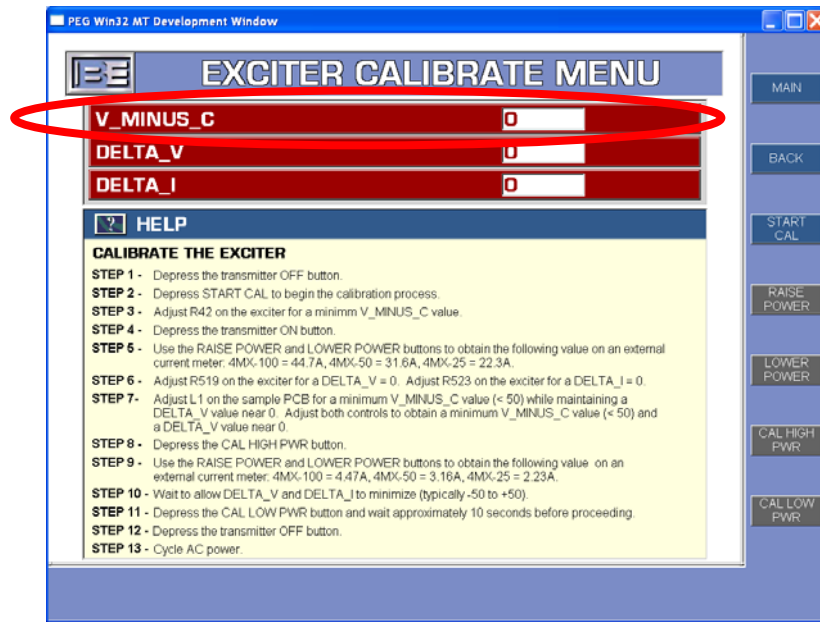 PEG Win32 MT Development Window
BE
EXCITER CALIBRATE MENU
V_MINUS_C 0
DELTA_V 0
DELTA_I 0
? HELP
CALIBRATE THE EXCITER
STEP 1 - Depress the transmitter OFF button.
STEP 2 - Depress START CAL to begin the calibration process.
STEP 3 - Adjust R42 on the exciter for a minimm V_MINUS_C value.
STEP 4 - Depress the transmitter ON button.
STEP 5 - Use the RAISE POWER and LOWER POWER buttons to obtain the following value on an external
current meter: 4MX-100 = 44.7A, 4MX-50 = 31.6A, 4MX-25 = 22.3A.
STEP 6 - Adjust R519 on the exciter for a DELTA_V = 0. Adjust R523 on the exciter for a DELTA_I = 0.
STEP 7- Adjust L1 on the sample PCB for a minimum V_MINUS_C value (< 50) while maintaining a
DELTA_V value near 0. Adjust both controls to obtain a minimum V_MINUS_C value (< 50) and
a DELTA_V value near 0.
STEP 8 - Depress the CAL HIGH PWR button.
STEP 9 - Use the RAISE POWER and LOWER POWER buttons to obtain the following value on an
external current meter: 4MX-100 = 4.47A, 4MX-50 = 3.16A, 4MX-25 = 2.23A.
STEP 10 - Wait to allow DELTA_V and DELTA_I to minimize (typically -50 to +50).
STEP 11 - Depress the CAL LOW PWR button and wait approximately 10 seconds before proceeding.
STEP 12 - Depress the transmitter OFF button.
STEP 13 - Cycle AC power.
MAIN
BACK
START
CAL
RAISE
POWER
LOWER
POWER
CAL HIGH
PWR
CAL LOW
PWR